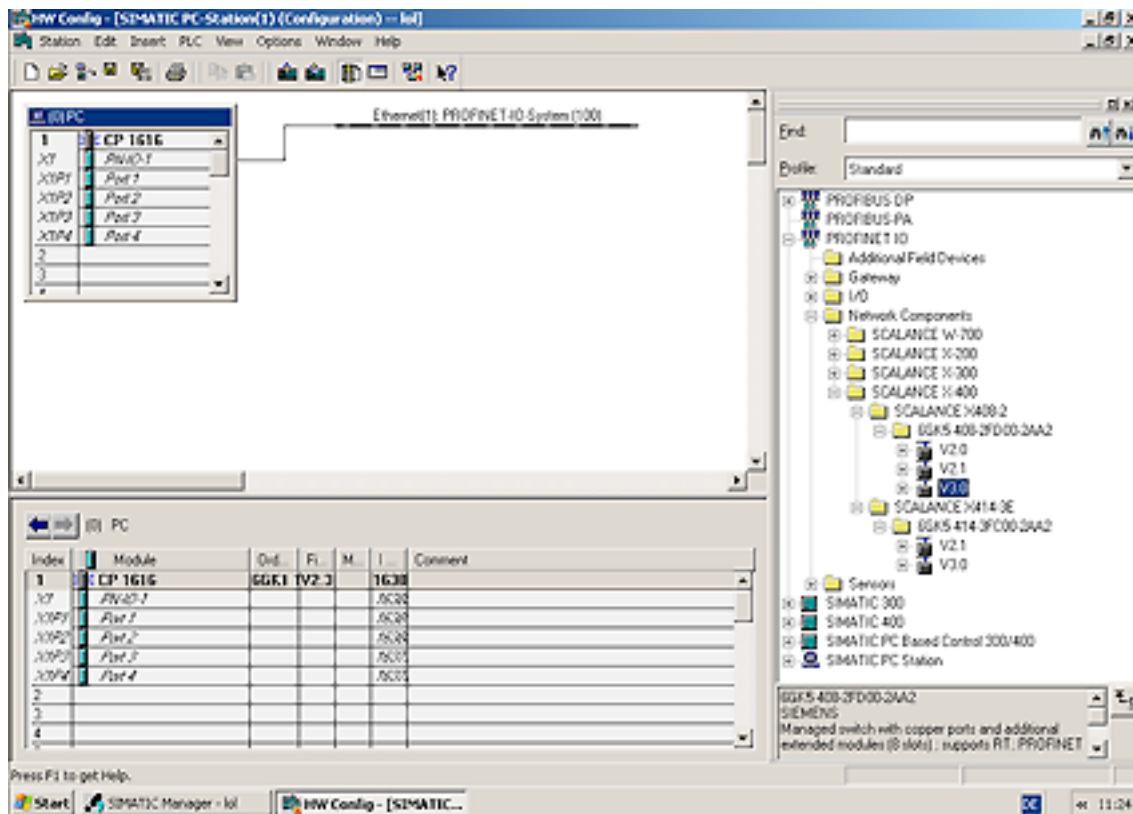 HW Config - [SIMATIC PC-Station(1) (Configuration) -- lol]
Station Edit Insert PLC View Options Window Help
(0) PC
1 CP 1616
X1 PN-IO-1
X1P1 Port 1
X1P2 Port 2
X1P3 Port 3
X1P4 Port 4
2
3
Ethernet(1): PROFINET-IO-System (100)
Find:
Profile: Standard
PROFIBUS-DP
PROFIBUS-PA
PROFINET IO
Additional Field Devices
Gateway
I/O
Network Components
SCALANCE W-700
SCALANCE X-200
SCALANCE X-300
SCALANCE X-400
SCALANCE X408-2
6GK5 408-2FD00-2AA2
V2.0
V2.1
V3.0
SCALANCE X414-3E
6GK5 414-3FC00-2AA2
V2.1
V3.0
Sensors
SIMATIC 300
SIMATIC 400
SIMATIC PC Based Control 300/400
SIMATIC PC Station
6GK5 408-2FD00-2AA2
SIEMENS
Managed switch with copper ports and additional
extended modules (8 slots) ; supports RT; PROFINET
(0) PC
Index Module Ord... Fi... M... I... Comment
1 CP 1616 6GK1 V2.3
X1 PN-IO-1
X1P1 Port 1
X1P2 Port 2
X1P3 Port 3
X1P4 Port 4
2
3
4
Press F1 to get Help.
Start SIMATIC Manager - lol HW Config - [SIMATIC... DE « 11:24